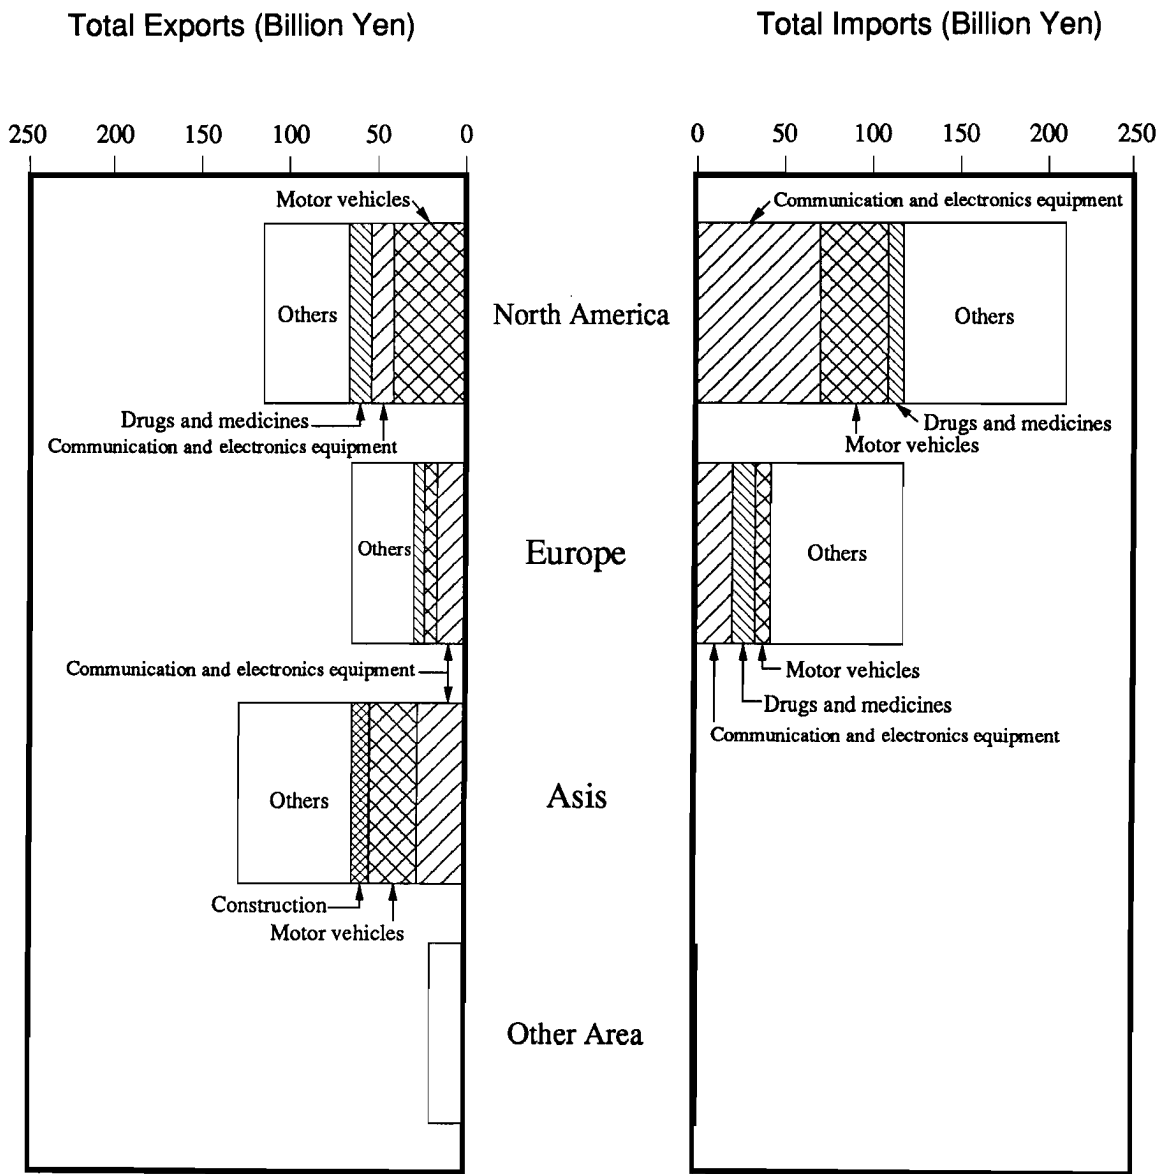 Total Exports (Billion Yen)
Total Imports (Billion Yen)
250 200 150 100 50 0
0 50 100 150 200 250
Motor vehicles
Communication and electronics equipment
Others
North America
Others
Drugs and medicines
Communication and electronics equipment
Drugs and medicines
Motor vehicles
Others
Europe
Others
Communication and electronics equipment
Motor vehicles
Drugs and medicines
Communication and electronics equipment
Others
Asis
Construction
Motor vehicles
Other Area